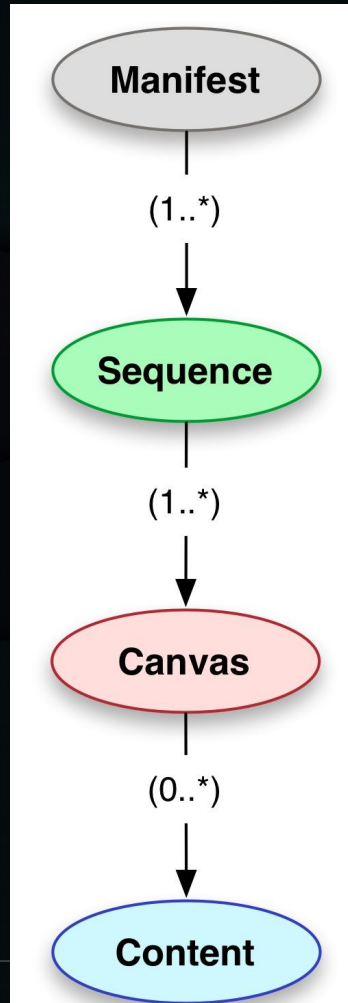 Manifest
(1..*)
Sequence
(1..*)
Canvas
(0..*)
Content